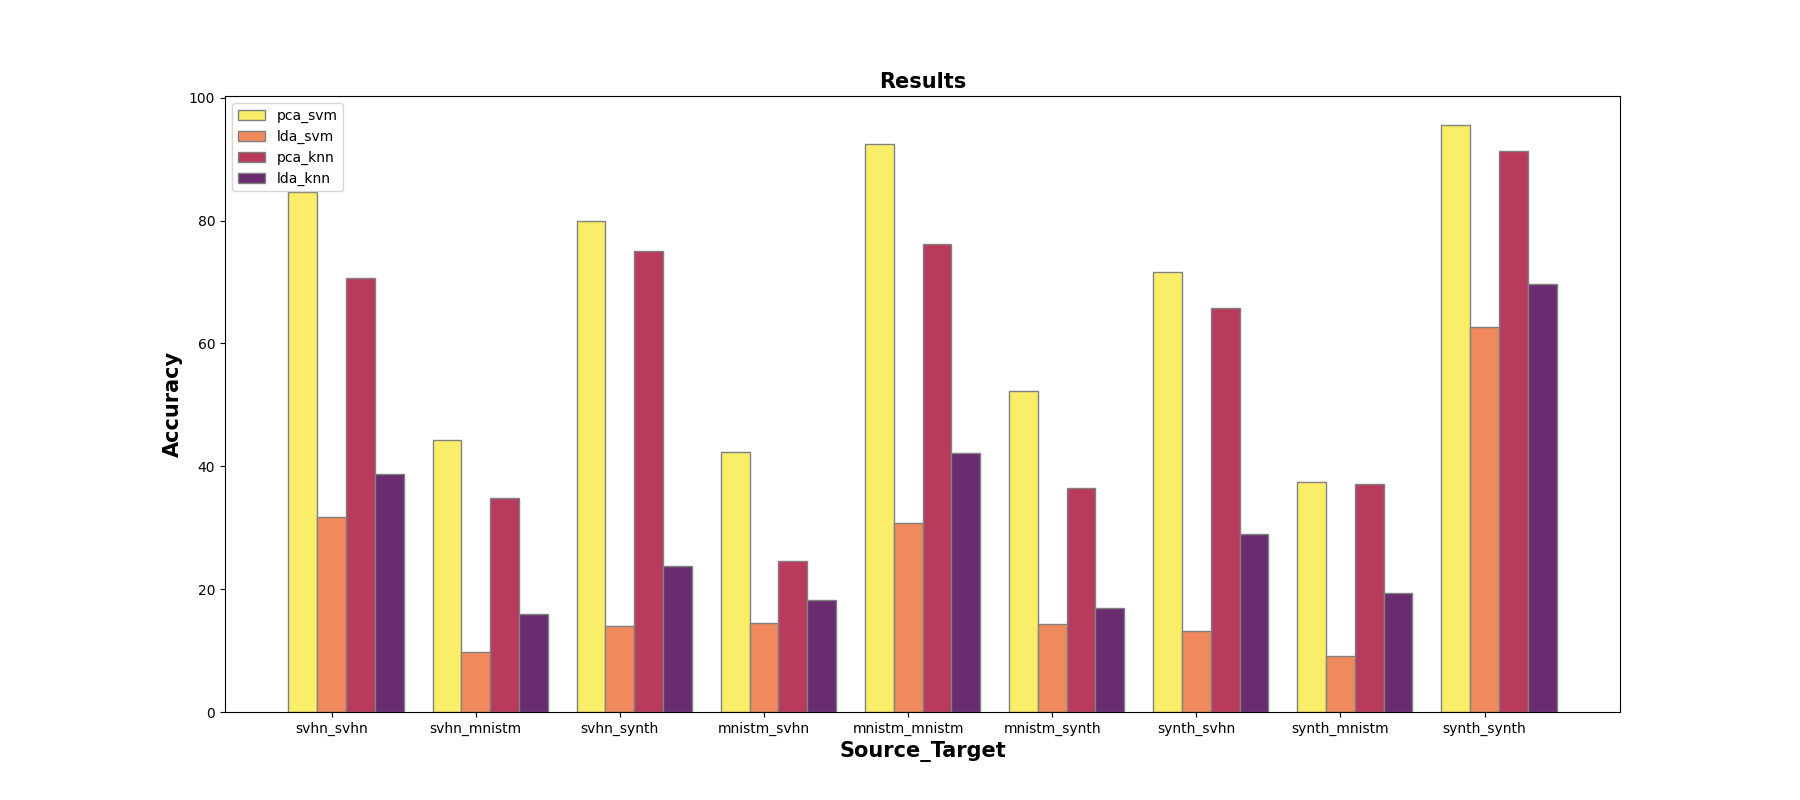 Results
100
80
60
40
20
0
Accuracy
pca_svm
lda_svm
pca_knn
lda_knn
svhn_svhn svhn_mnistm svhn_synth mnistm_svhn mnistm_mnistm mnistm_synth synth_svhn synth_mnistm synth_synth
Source_Target